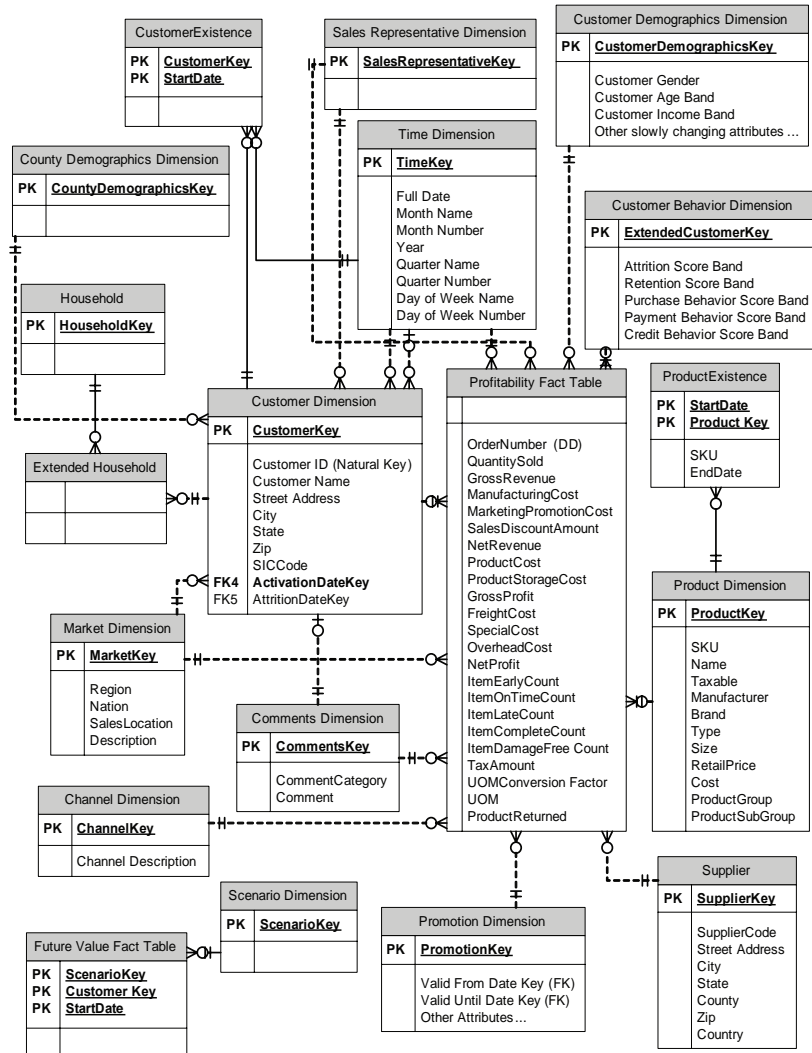 CustomerExistence
PK CustomerKey
PK StartDate
Sales Representative Dimension
PK SalesRepresentativeKey
Customer Demographics Dimension
PK CustomerDemographicsKey
Customer Gender
Customer Age Band
Customer Income Band
Other slowly changing attributes ...
County Demographics Dimension
PK CountyDemographicsKey
Time Dimension
PK TimeKey
Full Date
Month Name
Month Number
Year
Quarter Name
Quarter Number
Day of Week Name
Day of Week Number
Customer Behavior Dimension
PK ExtendedCustomerKey
Attrition Score Band
Retention Score Band
Purchase Behavior Score Band
Payment Behavior Score Band
Credit Behavior Score Band
Household
PK HouseholdKey
Extended Household
Customer Dimension
PK CustomerKey
Customer ID (Natural Key)
Customer Name
Street Address
City
State
Zip
SICCode
FK4 ActivationDateKey
FK5 AttritionDateKey
Profitability Fact Table
OrderNumber (DD)
QuantitySold
GrossRevenue
ManufacturingCost
MarketingPromotionCost
SalesDiscountAmount
NetRevenue
ProductCost
ProductStorageCost
GrossProfit
FreightCost
SpecialCost
OverheadCost
NetProfit
ItemEarlyCount
ItemOnTimeCount
ItemLateCount
ItemCompleteCount
ItemDamageFree Count
TaxAmount
UOMConversion Factor
UOM
ProductReturned
ProductExistence
PK StartDate
PK Product Key
SKU
EndDate
Product Dimension
PK ProductKey
SKU
Name
Taxable
Manufacturer
Brand
Type
Size
RetailPrice
Cost
ProductGroup
ProductSubGroup
Market Dimension
PK MarketKey
Region
Nation
SalesLocation
Description
Comments Dimension
PK CommentsKey
CommentCategory
Comment
Channel Dimension
PK ChannelKey
Channel Description
Scenario Dimension
PK ScenarioKey
Future Value Fact Table
PK ScenarioKey
PK Customer Key
PK StartDate
Promotion Dimension
PK PromotionKey
Valid From Date Key (FK)
Valid Until Date Key (FK)
Other Attributes ...
Supplier
PK SupplierKey
SupplierCode
Street Address
City
State
County
Zip
Country